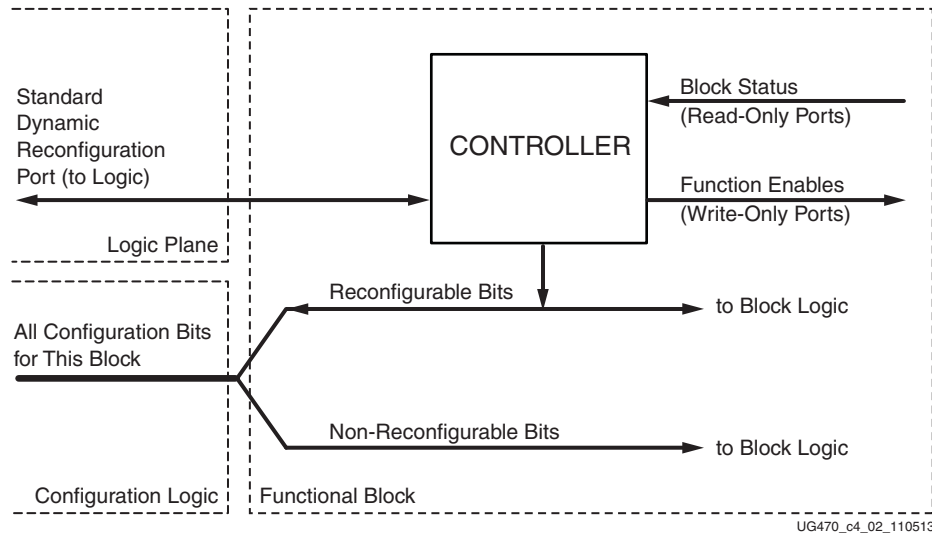 Standard
Dynamic
Reconfiguration
Port (to Logic)
Logic Plane
CONTROLLER
Block Status
(Read-Only Ports)
Function Enables
(Write-Only Ports)
Reconfigurable Bits
to Block Logic
All Configuration Bits
for This Block
Non-Reconfigurable Bits
to Block Logic
Configuration Logic
Functional Block
UG470_c4_02_110513